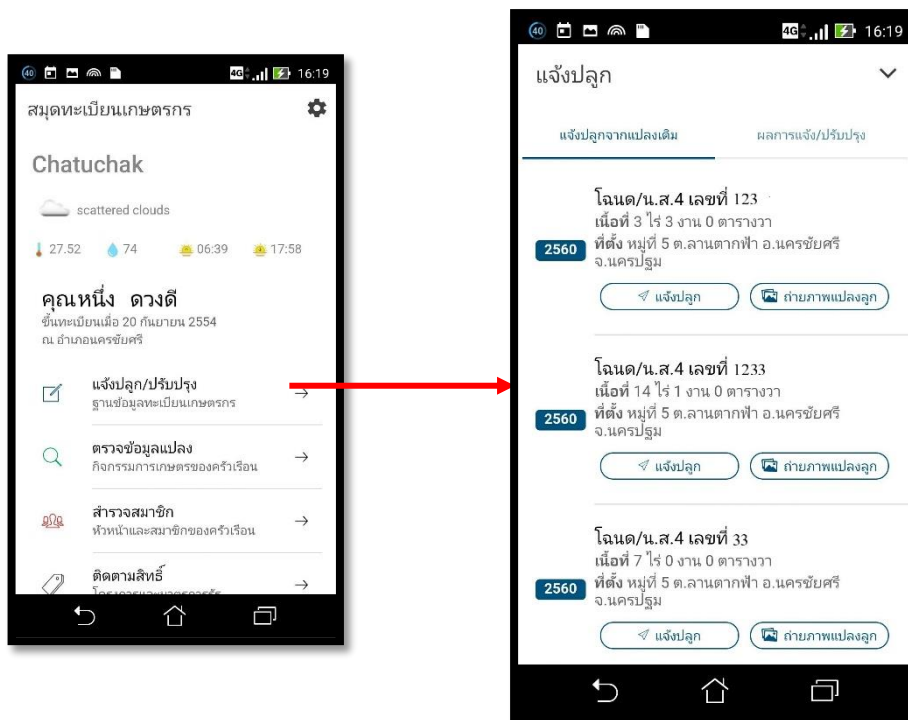 40
4G
16:19
สมุดทะเบียนเกษตรกร
Chatuchak
scattered clouds
27.52 74 06:39 17:58
คุณหนึ่ง ดวงดี
ขึ้นทะเบียนเมื่อ 20 กันยายน 2554
ณ อำเภอนครชัยศรี
แจ้งปลูก/ปรับปรุง
ฐานข้อมูลทะเบียนเกษตรกร
ตรวจข้อมูลแปลง
กิจกรรมการเกษตรของครัวเรือน
สำรวจสมาชิก
หัวหน้าและสมาชิกของครัวเรือน
ติดตามสิทธิ์
40
4G
16:19
แจ้งปลูก
แจ้งปลูกจากแปลงเดิม ผลการแจ้ง/ปรับปรุง
โฉนด/น.ส.4 เลขที่ 123
เนื้อที่ 3 ไร่ 3 งาน 0 ตารางวา
2560 ที่ตั้ง หมู่ที่ 5 ต.ลานตากฟ้า อ.นครชัยศรี
จ.นครปฐม
แจ้งปลูก ถ่ายภาพแปลงลูก
โฉนด/น.ส.4 เลขที่ 1233
เนื้อที่ 14 ไร่ 1 งาน 0 ตารางวา
2560 ที่ตั้ง หมู่ที่ 5 ต.ลานตากฟ้า อ.นครชัยศรี
จ.นครปฐม
แจ้งปลูก ถ่ายภาพแปลงลูก
โฉนด/น.ส.4 เลขที่ 33
เนื้อที่ 7 ไร่ 0 งาน 0 ตารางวา
2560 ที่ตั้ง หมู่ที่ 5 ต.ลานตากฟ้า อ.นครชัยศรี
จ.นครปฐม
แจ้งปลูก ถ่ายภาพแปลงลูก